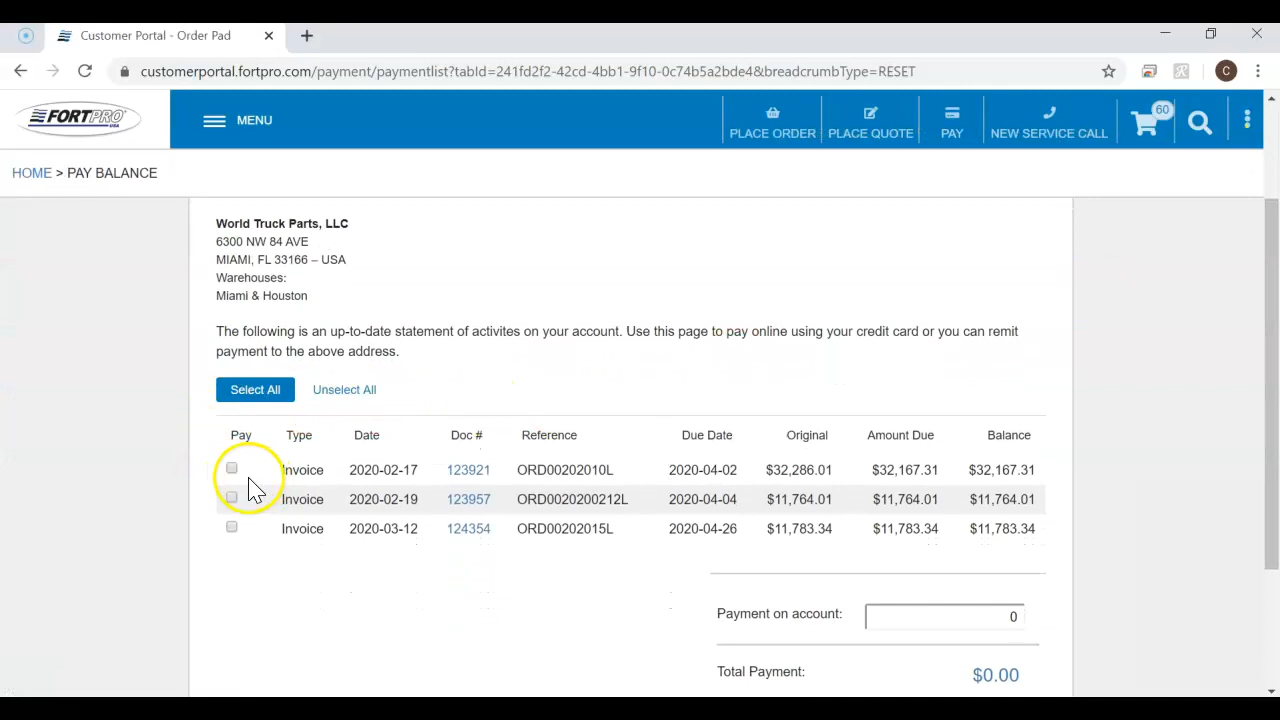 Customer Portal - Order Pad
customerportal.fortpro.com/payment/paymentlist?tabId=241fd2f2-42cd-4bb1-9f10-0c74b5a2bde4&breadcrumbType=RESET
C
FORTPRO USA
MENU
PLACE ORDER
PLACE QUOTE
PAY
NEW SERVICE CALL
60
HOME > PAY BALANCE
World Truck Parts, LLC
6300 NW 84 AVE
MIAMI, FL 33166 – USA
Warehouses:
Miami & Houston
The following is an up-to-date statement of activites on your account. Use this page to pay online using your credit card or you can remit
payment to the above address.
Select All Unselect All
Pay Type Date Doc # Reference Due Date Original Amount Due Balance
Invoice 2020-02-17 123921 ORD00202010L 2020-04-02 $32,286.01 $32,167.31 $32,167.31
Invoice 2020-02-19 123957 ORD0020200212L 2020-04-04 $11,764.01 $11,764.01 $11,764.01
Invoice 2020-03-12 124354 ORD00202015L 2020-04-26 $11,783.34 $11,783.34 $11,783.34
Payment on account: 0
Total Payment: $0.00